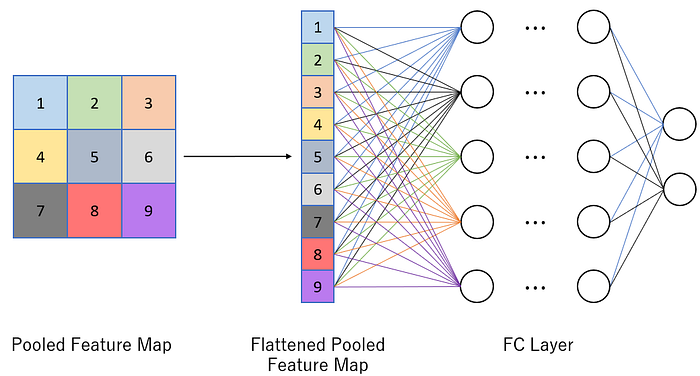 1 2 3
4 5 6
7 8 9
1
2
3
4
5
6
7
8
9
... ...
... 
...
...
...
Pooled Feature Map
Flattened Pooled
Feature Map
FC Layer